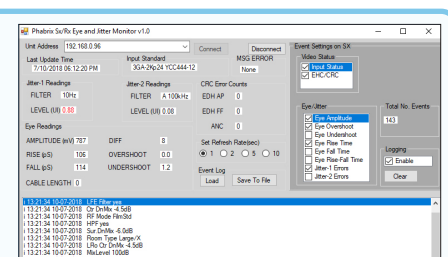 Phabrix Sx/Rx Eye and Jitter Monitor v1.0
Unit Address 192.168.0.96 Connect Disconnect
Last Update Time Input Standard MSG ERROR
7/10/2018 06:12:20 PM 3GA-2Kp24 YCC444-12 None
Jitter-1 Readings Jitter-2 Readings CRC Error Counts
FILTER 10Hz FILTER A 100kHz EDH AP 0
LEVEL (UI) 0.88 LEVEL (UI) 0.08 EDH FF 0
ANC 0
Eye Readings
AMPLITUDE (mV) 787 DIFF 8 Set Refresh Rate(sec)
RISE (pS) 106 OVERSHOOT 0.0 1 2 5 10
FALL (pS) 114 UNDERSHOOT 1.2 Event Log
CABLE LENGTH 0 Load Save To File
Event Settings on SX
Video Status
Input Status
EHC/CRC
Eye/Jitter
Eye Amplitude
Eye Overshoot
Eye Undershoot
Eye Rise Time
Eye Fall Time
Eye Rise-Fall Time
Jitter-1 Errors
Jitter-2 Errors
Total No. Events
143
Logging
Enable
Clear
i 13:21:34 10-07-2018 LFE Filter:yes
i 13:21:34 10-07-2018 Ctr DnMix -4.5dB
i 13:21:34 10-07-2018 RF Mode FilmStd
i 13:21:34 10-07-2018 HPF:yes
i 13:21:34 10-07-2018 Sur.DnMix -6.0dB
i 13:21:34 10-07-2018 Room Type Large/X
i 13:21:34 10-07-2018 LRo Ctr DnMix -4.5dB
i 13:21:34 10-07-2018 MixLevel 100dB